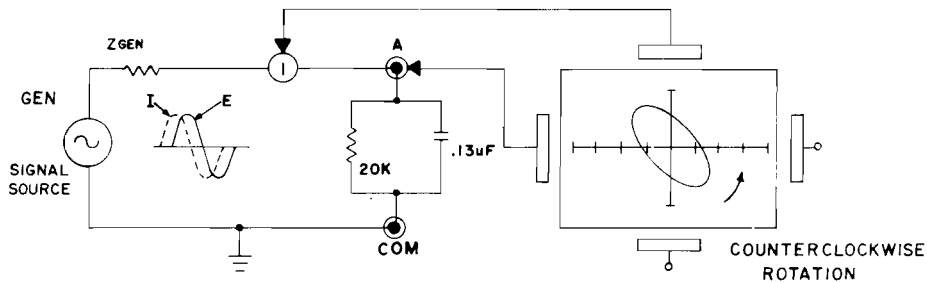 ZGEN
GEN
SIGNAL
SOURCE
I
E
I
A
20K
.13uF
COM
COUNTERCLOCKWISE
ROTATION